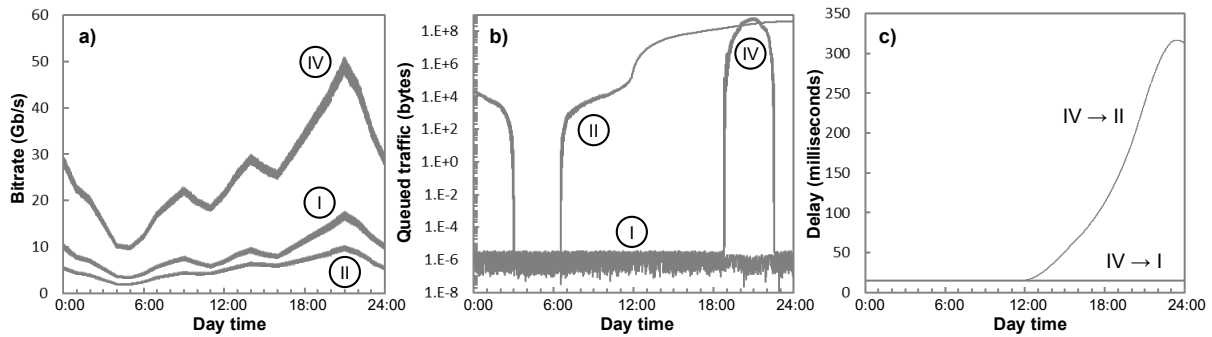 a)
Bitrate (Gb/s)
60
50
40
30
20
10
0
IV
I
II
0:00 6:00 12:00 18:00 24:00
Day time
b)
Queued traffic (bytes)
1.E+8
1.E+6
1.E+4
1.E+2
1.E+0
1.E-2
1.E-4
1.E-6
1.E-8
IV
II
I
0:00 6:00 12:00 18:00 24:00
Day time
c)
Delay (milliseconds)
350
300
250
200
150
100
50
0
IV → II
IV → I
0:00 6:00 12:00 18:00 24:00
Day time